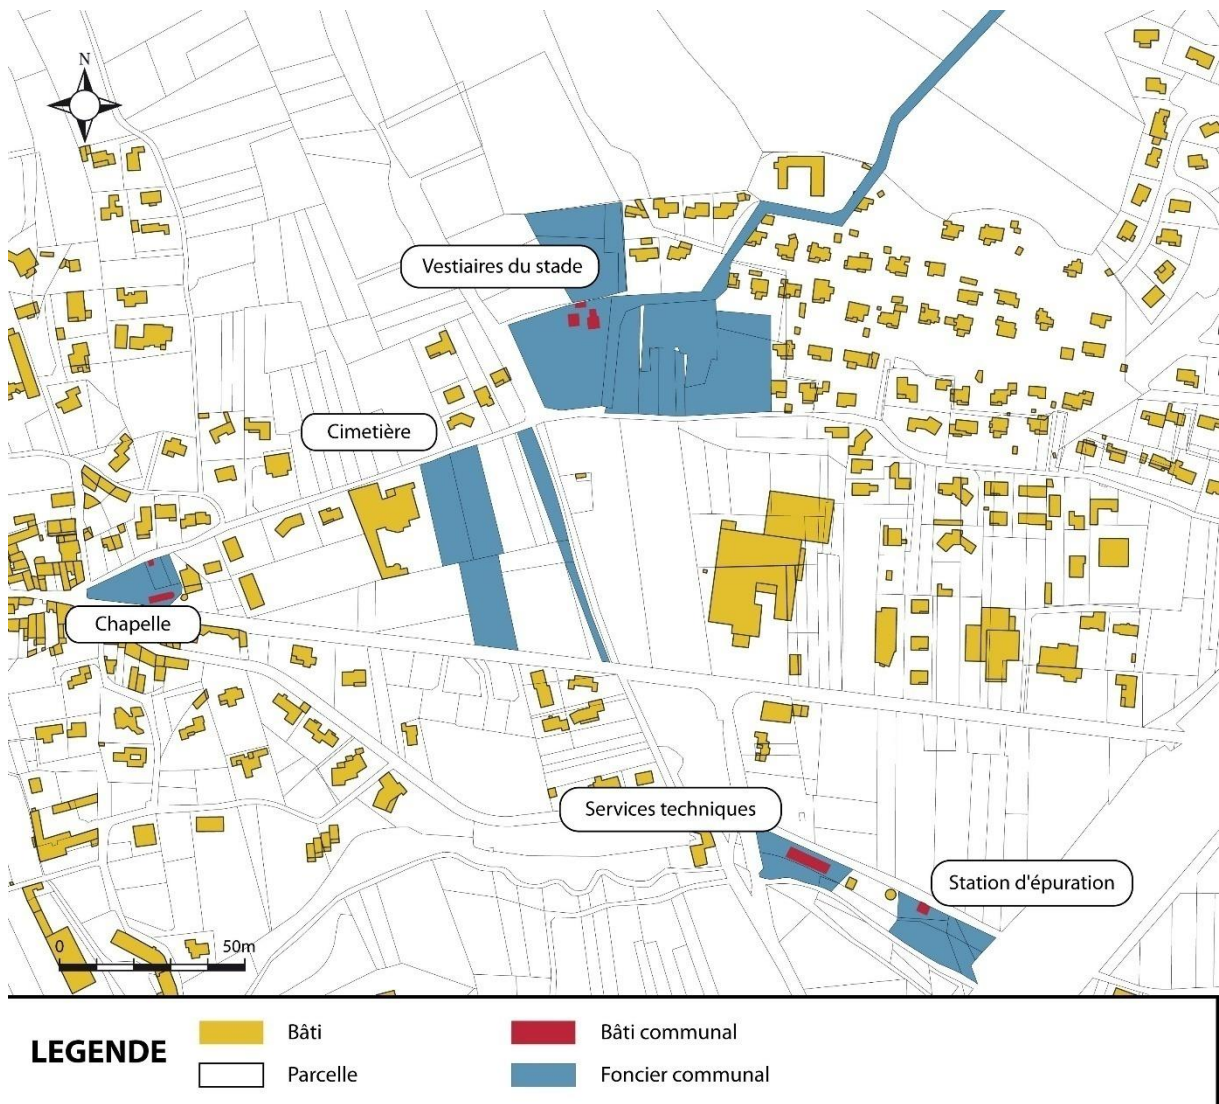 N
Vestiaires du stade
Cimetière
Chapelle
Services techniques
Station d'épuration
0 50m
LEGENDE
Bâti
Bâti communal
Parcelle
Foncier communal